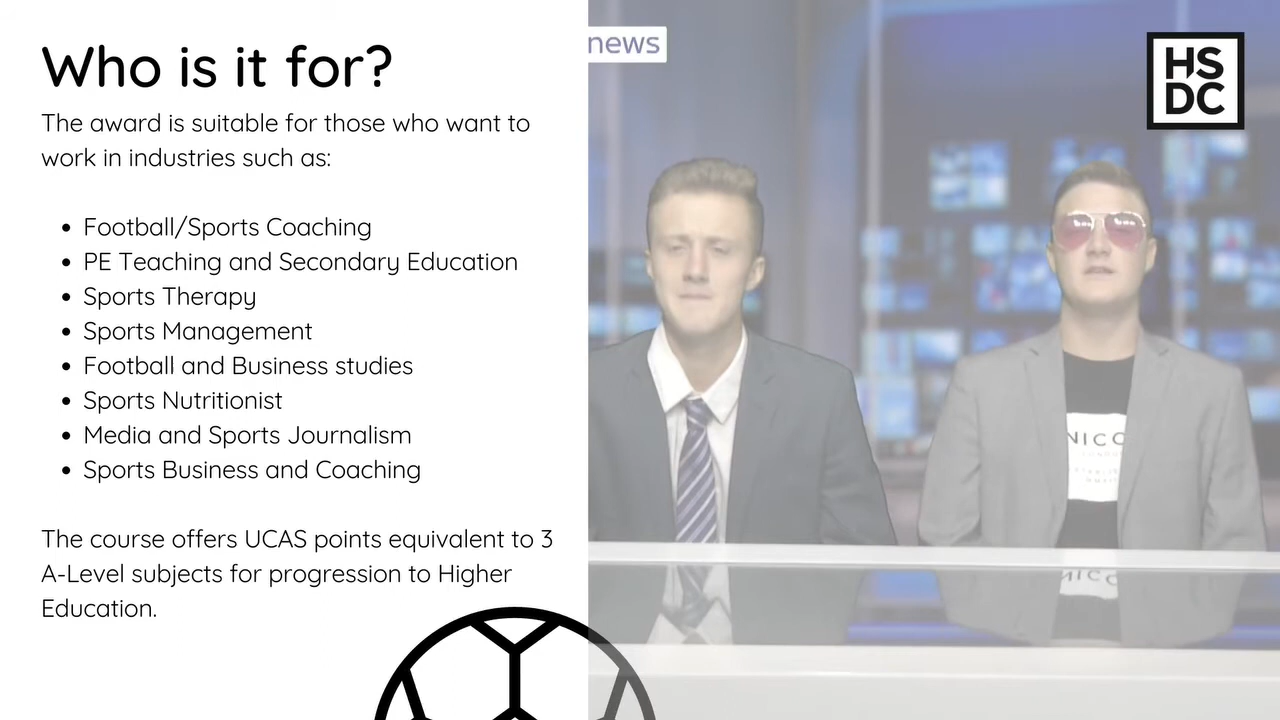 Who is it for?
The award is suitable for those who want to
work in industries such as:
Football/Sports Coaching
PE Teaching and Secondary Education
Sports Therapy
Sports Management
Football and Business studies
Sports Nutritionist
Media and Sports Journalism
Sports Business and Coaching
The course offers UCAS points equivalent to 3
A-Level subjects for progression to Higher
Education.
news
HS
DC
NICC